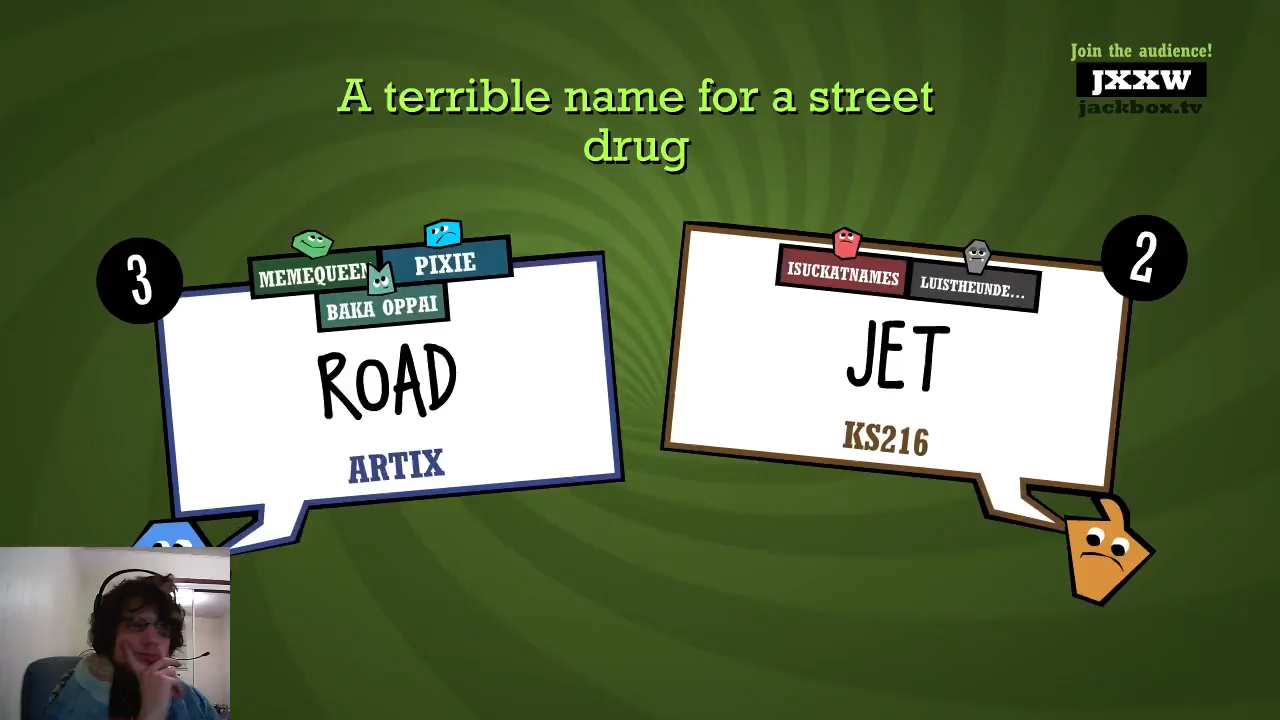 Join the audience!
JXXW
jackbox.tv
A terrible name for a street
drug
3
MEMEQUEEN
PIXIE
BAKA OPPAI
ROAD
ARTIX
2
ISUCKATNAMES
LUISTHEUNDE...
JET
KS216